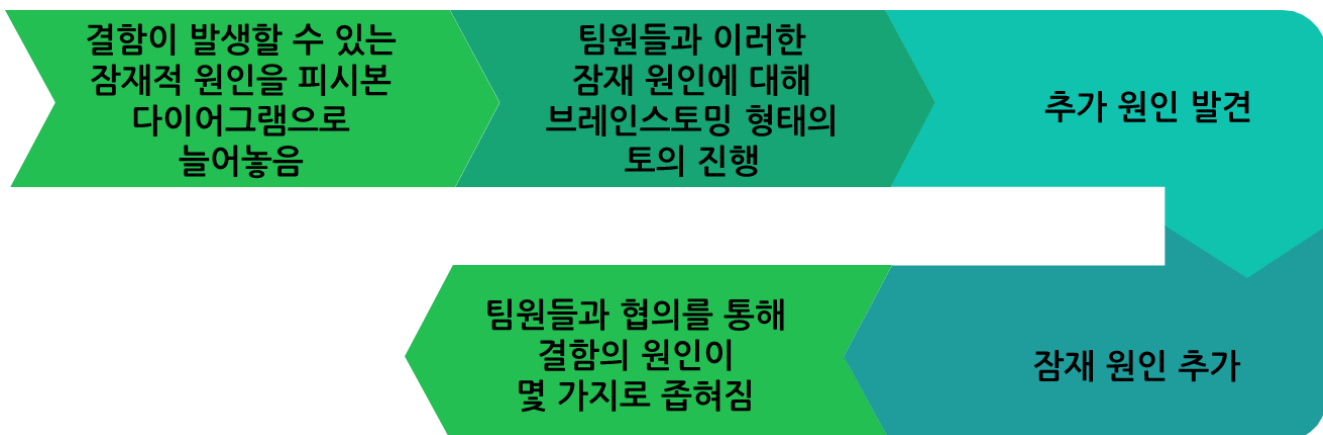 결함이 발생할 수 있는
잠재적 원인을 피시본
다이어그램으로
늘어놓음
팀원들과 이러한
잠재 원인에 대해
브레인스토밍 형태의
토의 진행
추가 원인 발견
잠재 원인 추가
팀원들과 협의를 통해
결함의 원인이
몇 가지로 좁혀짐